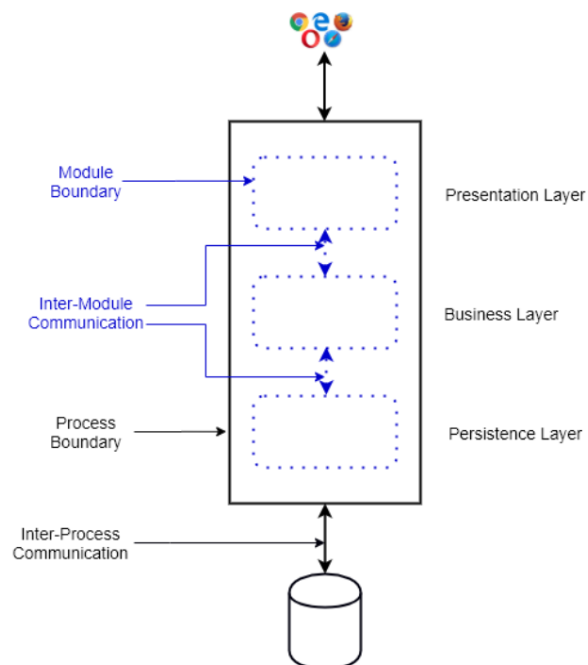 Module
Boundary
Presentation Layer
Inter-Module
Communication
Business Layer
Process
Boundary
Persistence Layer
Inter-Process
Communication